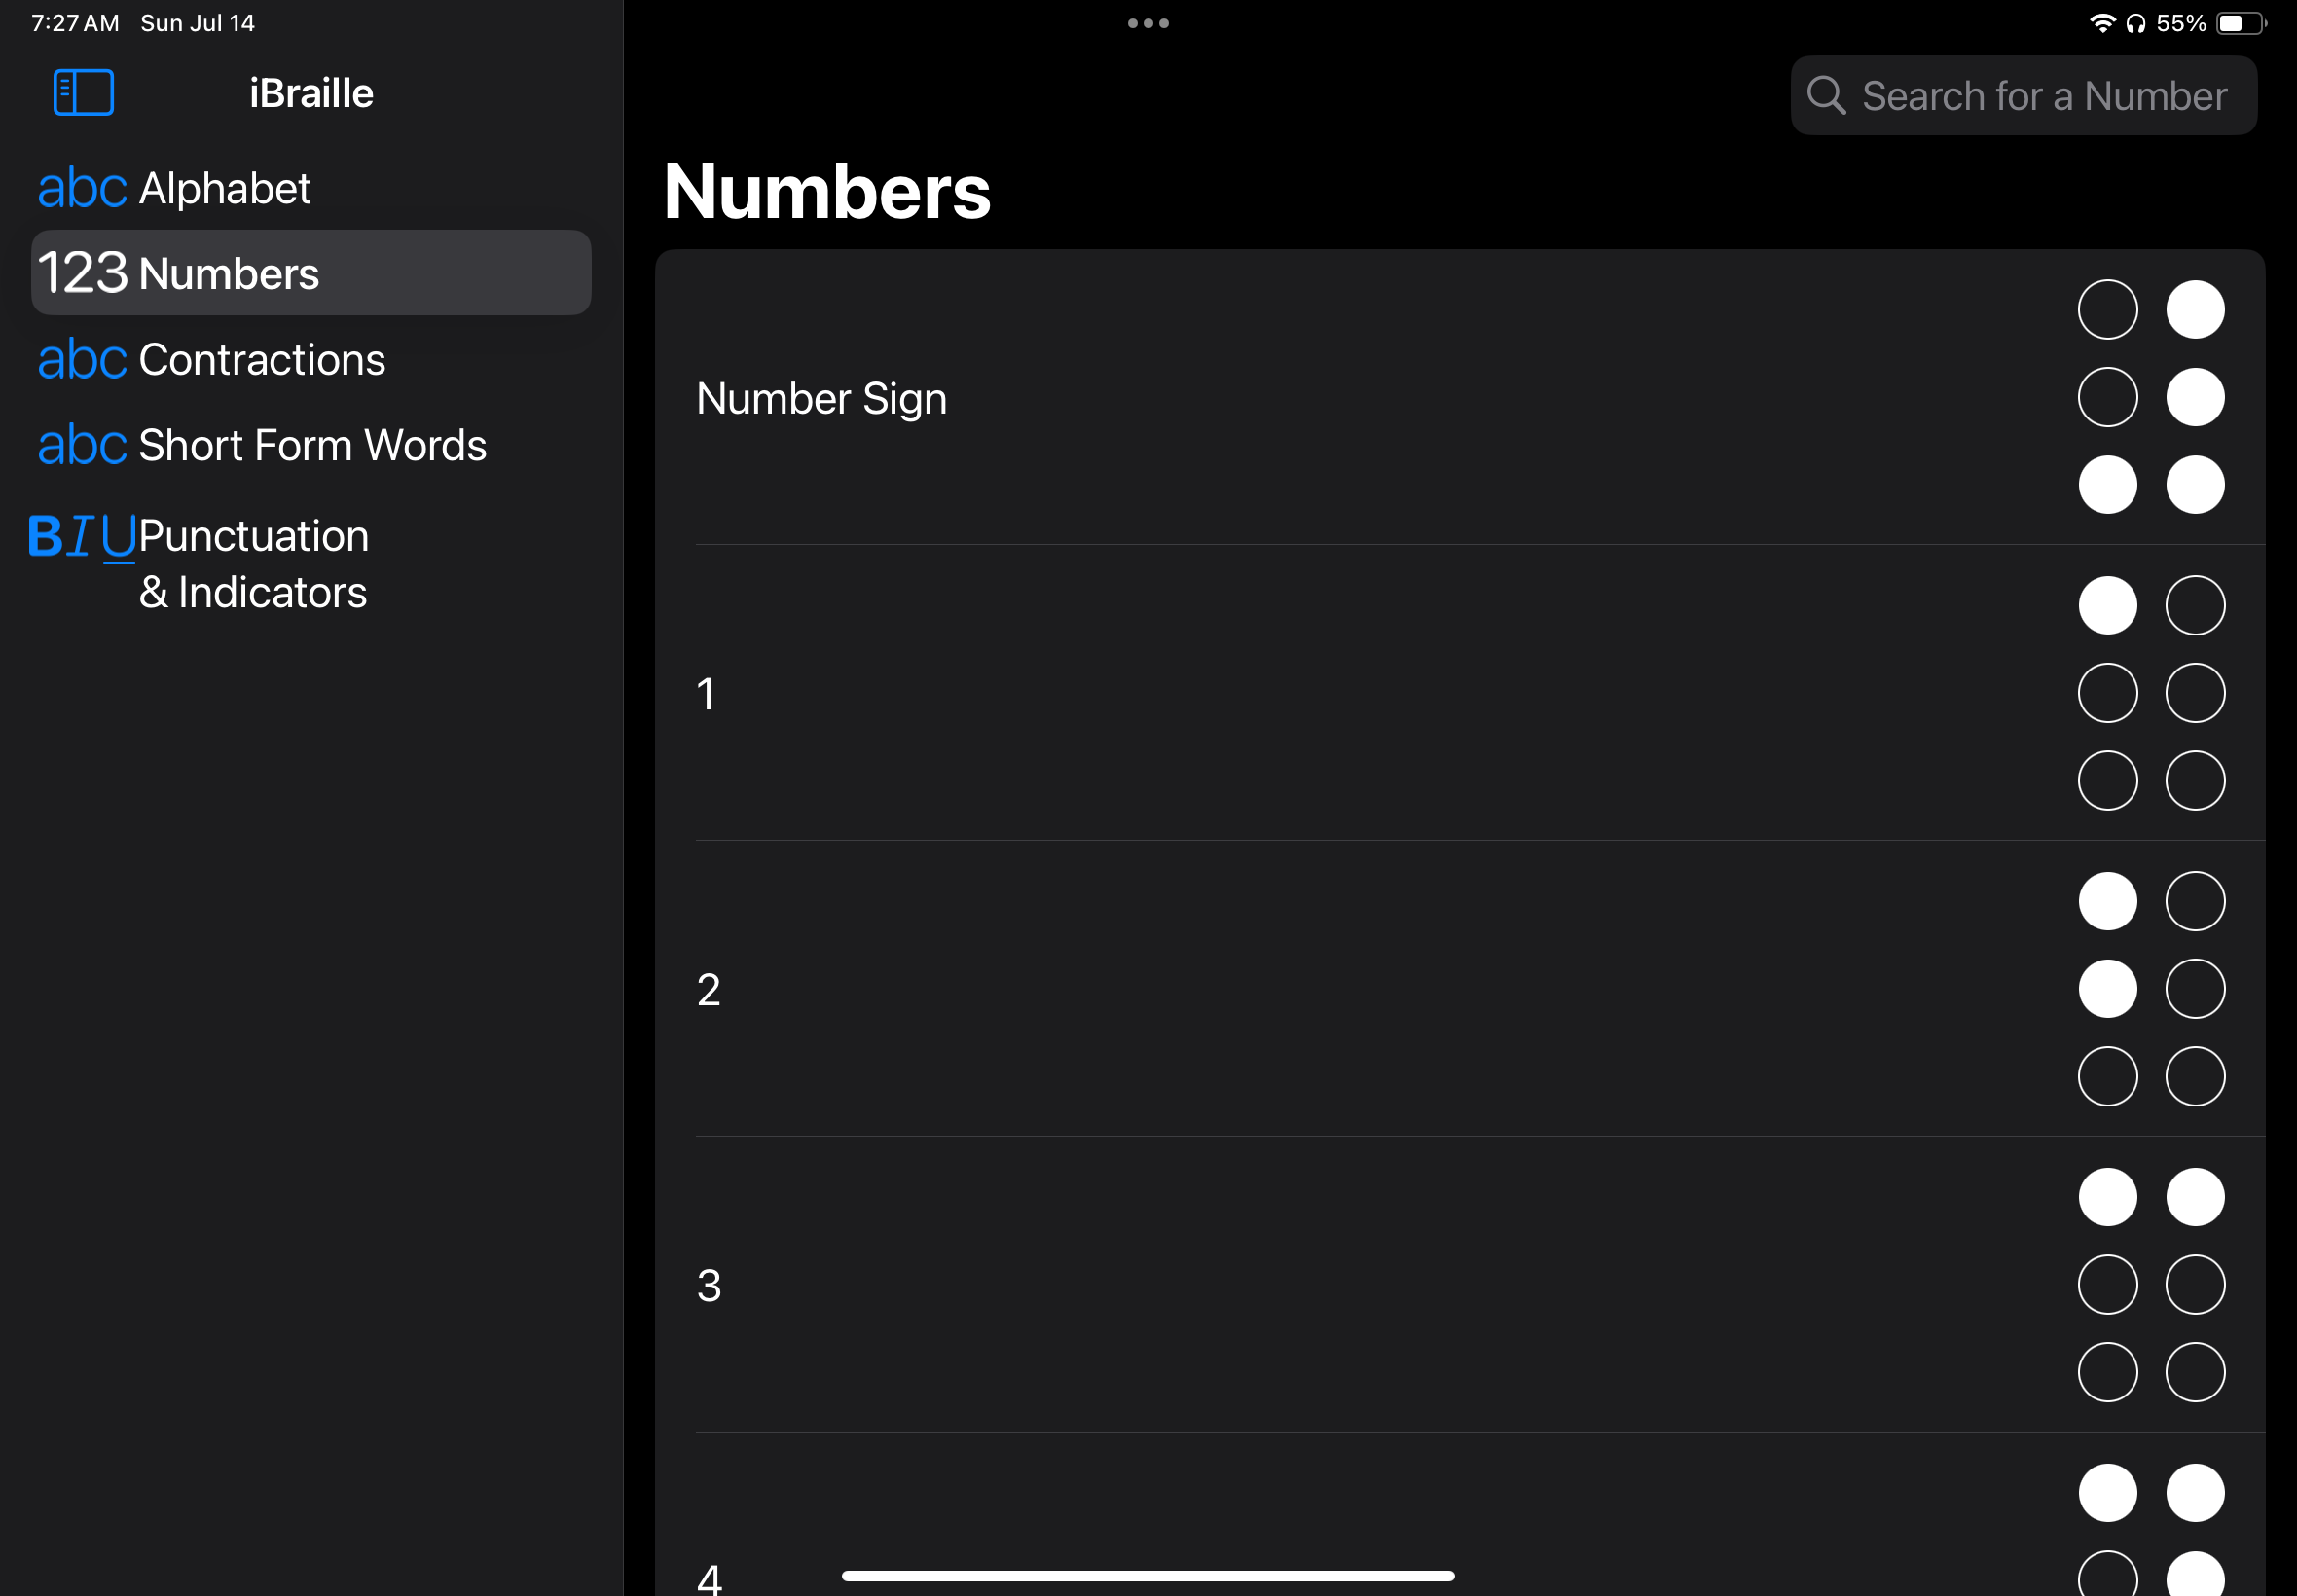 7:27 AM Sun Jul 14
55%
iBraille
Search for a Number
abc Alphabet
123 Numbers
abc Contractions
abc Short Form Words
B I U Punctuation
& Indicators
Numbers
Number Sign
1
2
3
4